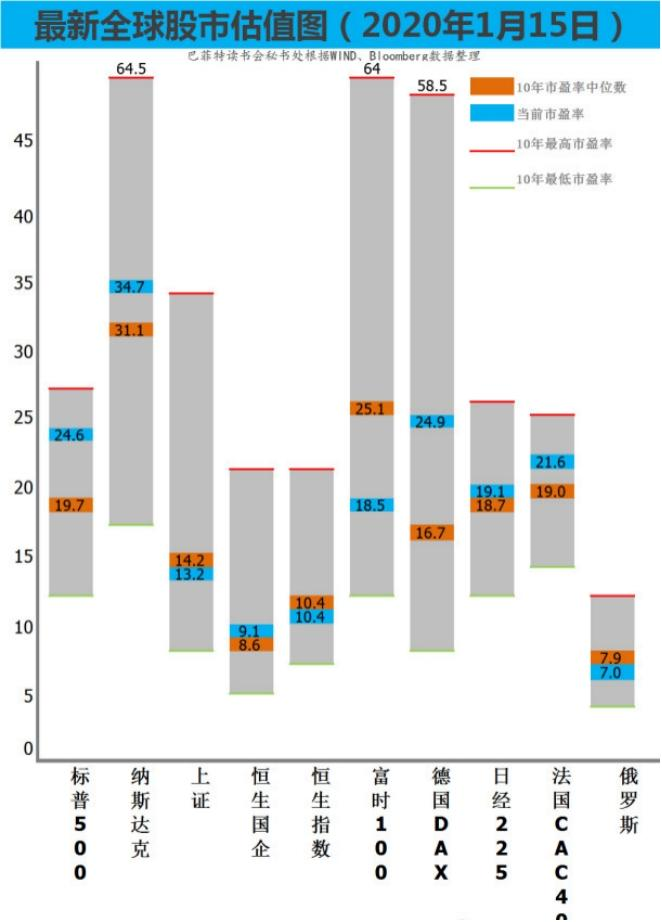 最新全球股市估值图（2020年1月15日）
巴菲特读书会秘书处根据WIND、Bloomberg数据整理
64.5
64
58.5
10年市盈率中位数
当前市盈率
10年最高市盈率
10年最低市盈率
45
40
35
30
25
20
15
10
5
0
34.7
31.1
24.6
19.7
14.2
13.2
9.1
8.6
10.4
10.4
25.1
18.5
24.9
16.7
19.1
18.7
21.6
19.0
7.9
7.0
标普500
纳斯达克
上证
恒生国企
恒生指数
富时100
德国DAX
日经225
法国CAC40
俄罗斯